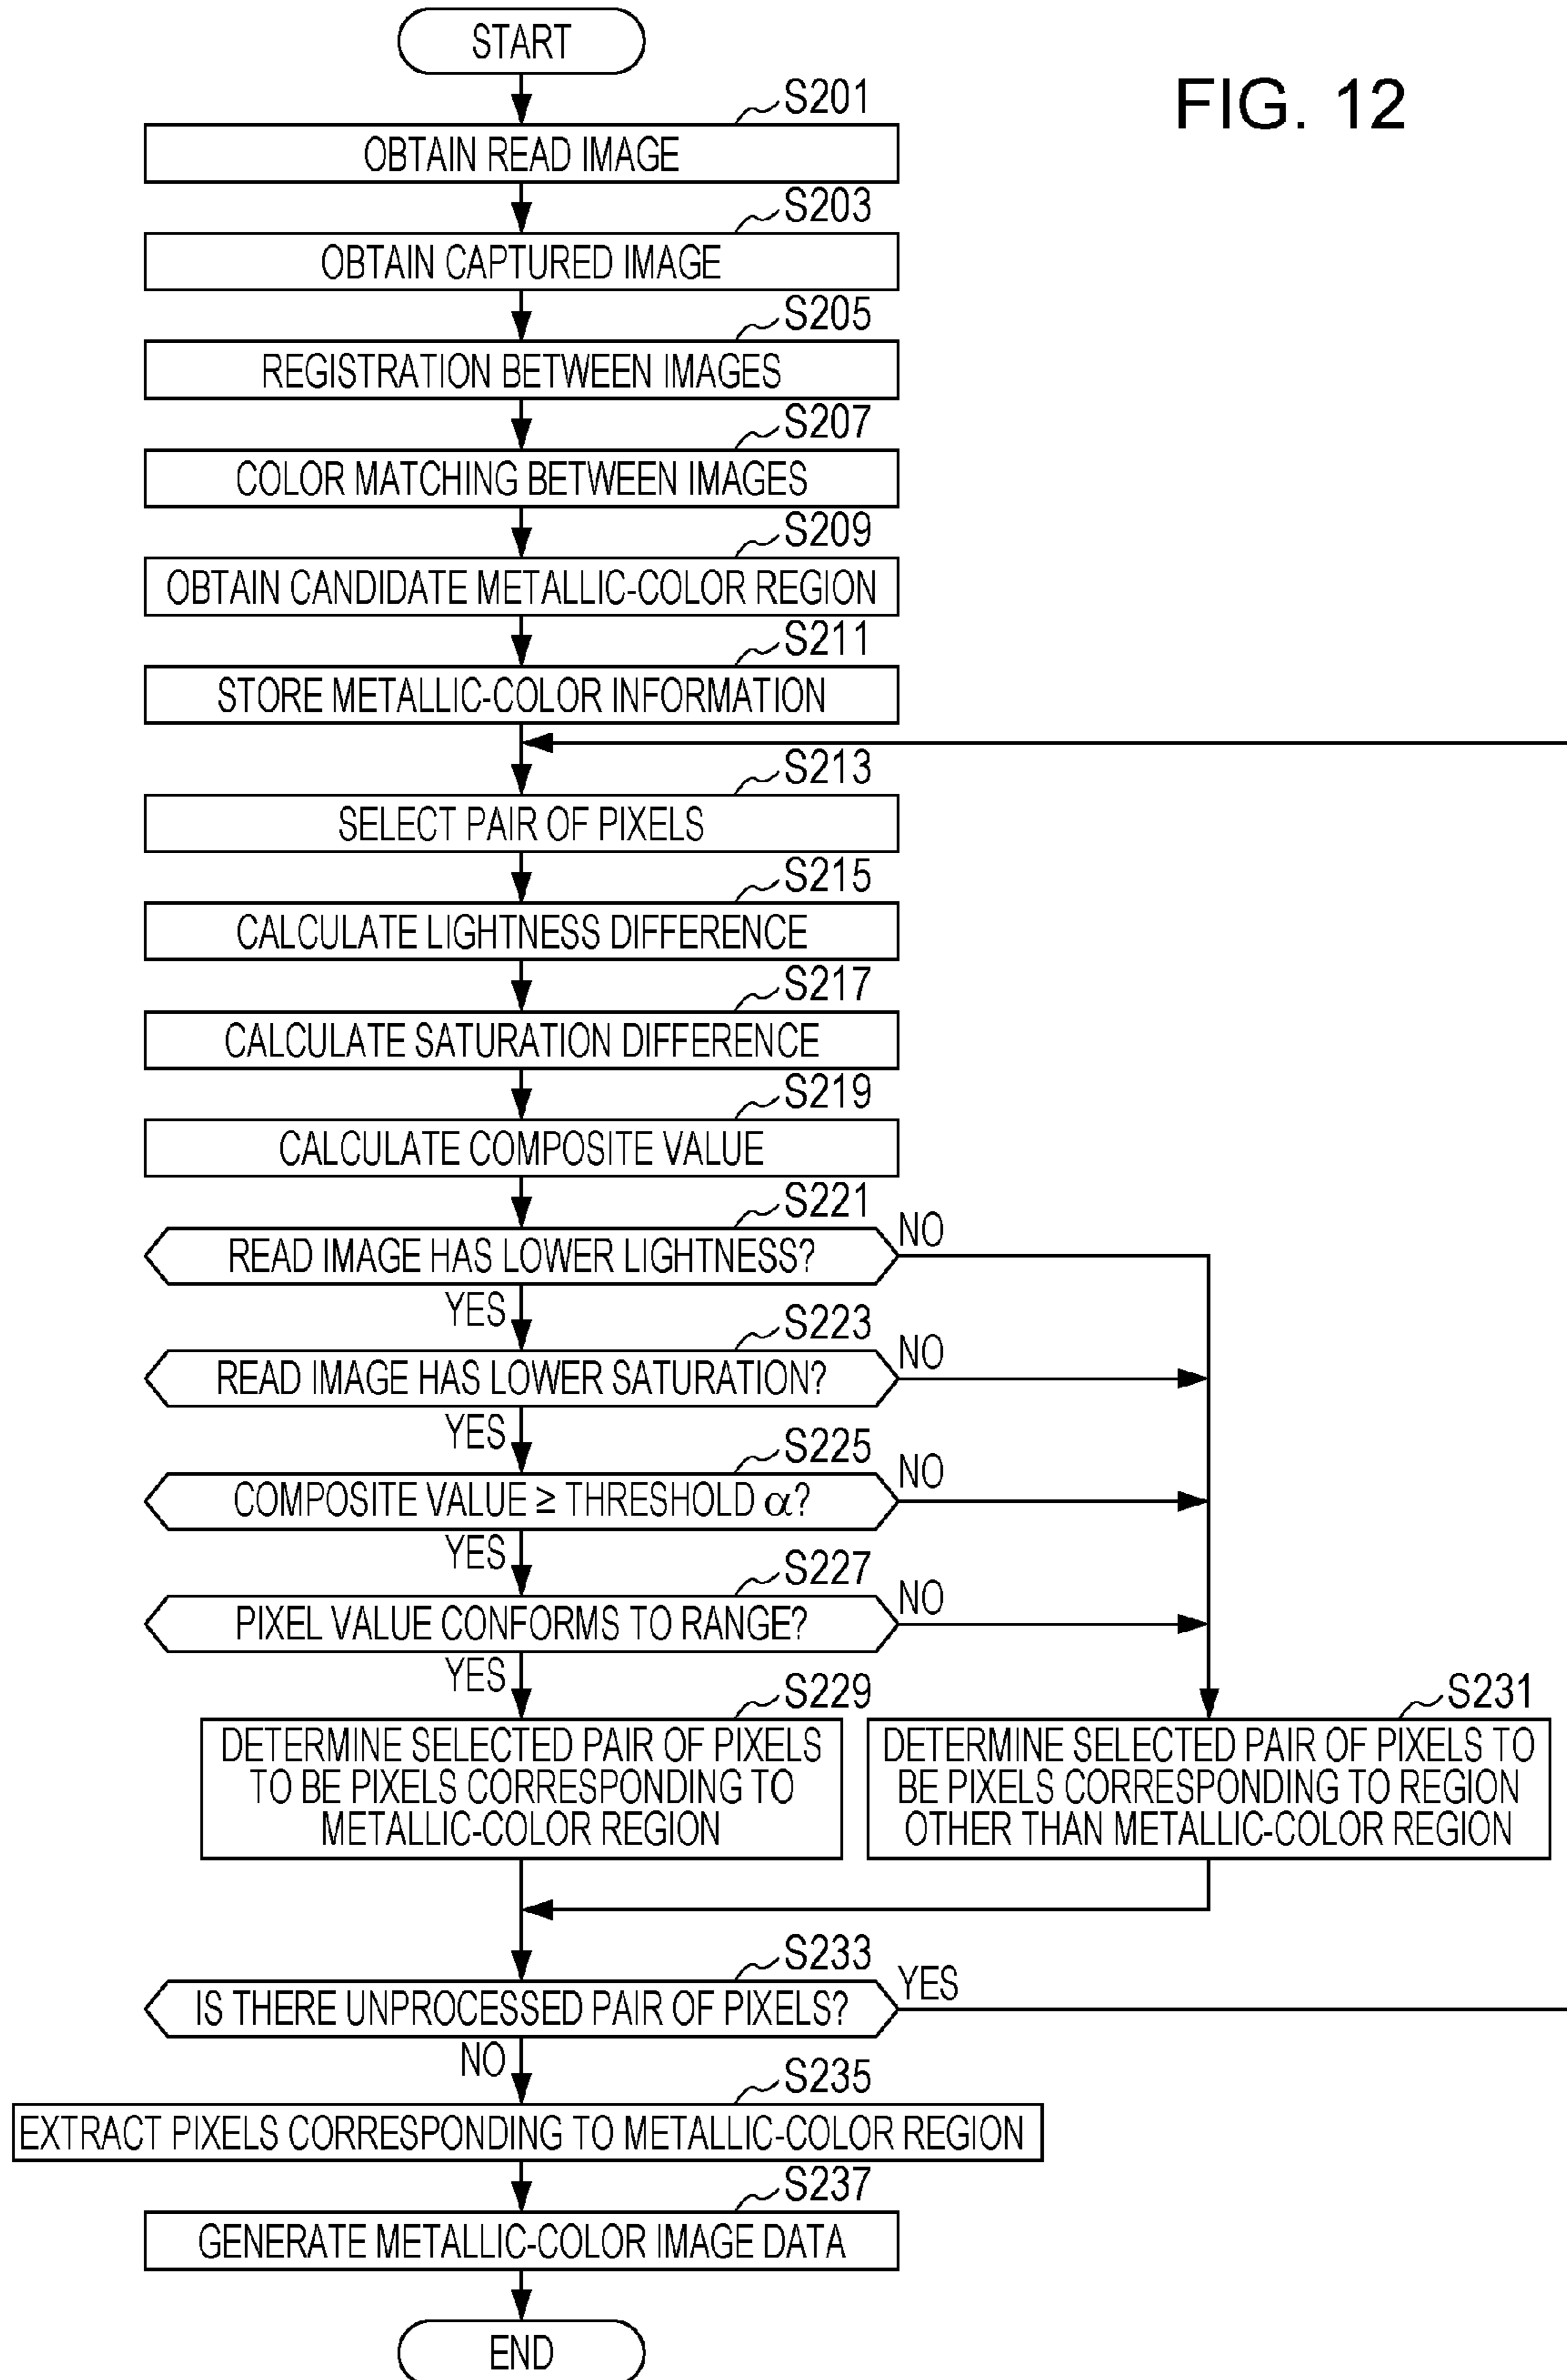 START
FIG. 12
S201
OBTAIN READ IMAGE
S203
OBTAIN CAPTURED IMAGE
S205
REGISTRATION BETWEEN IMAGES
S207
COLOR MATCHING BETWEEN IMAGES
S209
OBTAIN CANDIDATE METALLIC-COLOR REGION
S211
STORE METALLIC-COLOR INFORMATION
S213
SELECT PAIR OF PIXELS
S215
CALCULATE LIGHTNESS DIFFERENCE
S217
CALCULATE SATURATION DIFFERENCE
S219
CALCULATE COMPOSITE VALUE
S221
READ IMAGE HAS LOWER LIGHTNESS?
NO
YES
S223
READ IMAGE HAS LOWER SATURATION?
NO
YES
S225
COMPOSITE VALUE ≥ THRESHOLD α?
NO
YES
S227
PIXEL VALUE CONFORMS TO RANGE?
NO
YES
S229
DETERMINE SELECTED PAIR OF PIXELS
TO BE PIXELS CORRESPONDING TO
METALLIC-COLOR REGION
S231
DETERMINE SELECTED PAIR OF PIXELS TO
BE PIXELS CORRESPONDING TO REGION
OTHER THAN METALLIC-COLOR REGION
S233
IS THERE UNPROCESSED PAIR OF PIXELS?
YES
NO
S235
EXTRACT PIXELS CORRESPONDING TO METALLIC-COLOR REGION
S237
GENERATE METALLIC-COLOR IMAGE DATA
END